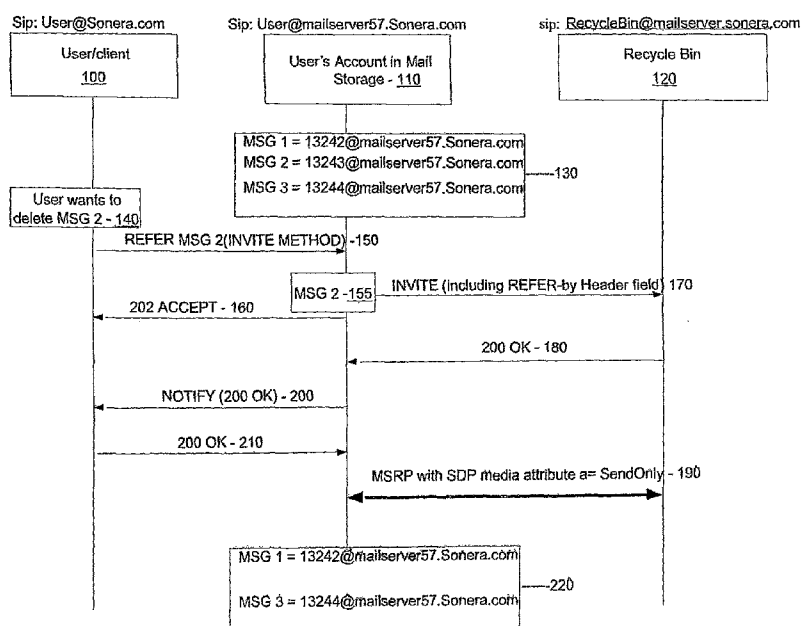 Sip: User@Sonera.com
Sip: User@mailserver57.Sonera.com
sip: RecycleBin@mailserver.sonera.com
User/client
100
User's Account in Mail
Storage - 110
Recycle Bin
120
MSG 1 = 13242@mailserver57.Sonera.com
MSG 2 = 13243@mailserver57.Sonera.com
MSG 3 = 13244@mailserver57.Sonera.com
130
User wants to
delete MSG 2 - 140
REFER MSG 2(INVITE METHOD) -150
MSG 2 -155
INVITE (including REFER-by Header field) 170
202 ACCEPT - 160
200 OK - 180
NOTIFY (200 OK) - 200
200 OK - 210
MSRP with SDP media attribute a= SendOnly - 190
MSG 1 = 13242@mailserver57.Sonera.com
MSG 3 = 13244@mailserver57.Sonera.com
220